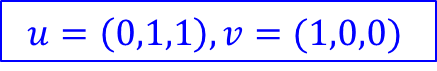 u = (0,1,1), v = (1,0,0)